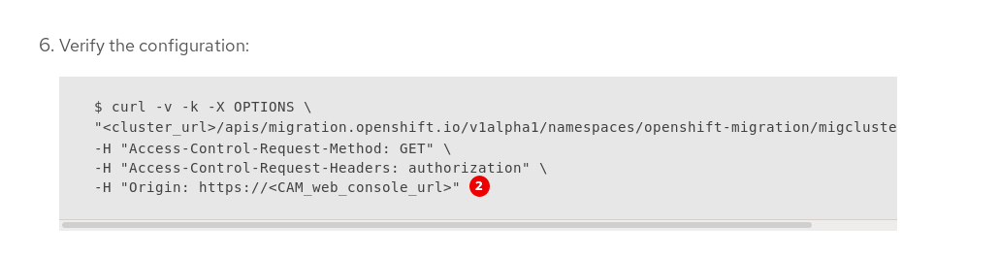 6. Verify the configuration:
$ curl -v -k -X OPTIONS \
"<cluster_url>/apis/migration.openshift.io/v1alpha1/namespaces/openshift-migration/migcluste
-H "Access-Control-Request-Method: GET" \
-H "Access-Control-Request-Headers: authorization" \
-H "Origin: https://<CAM_web_console_url>" 2